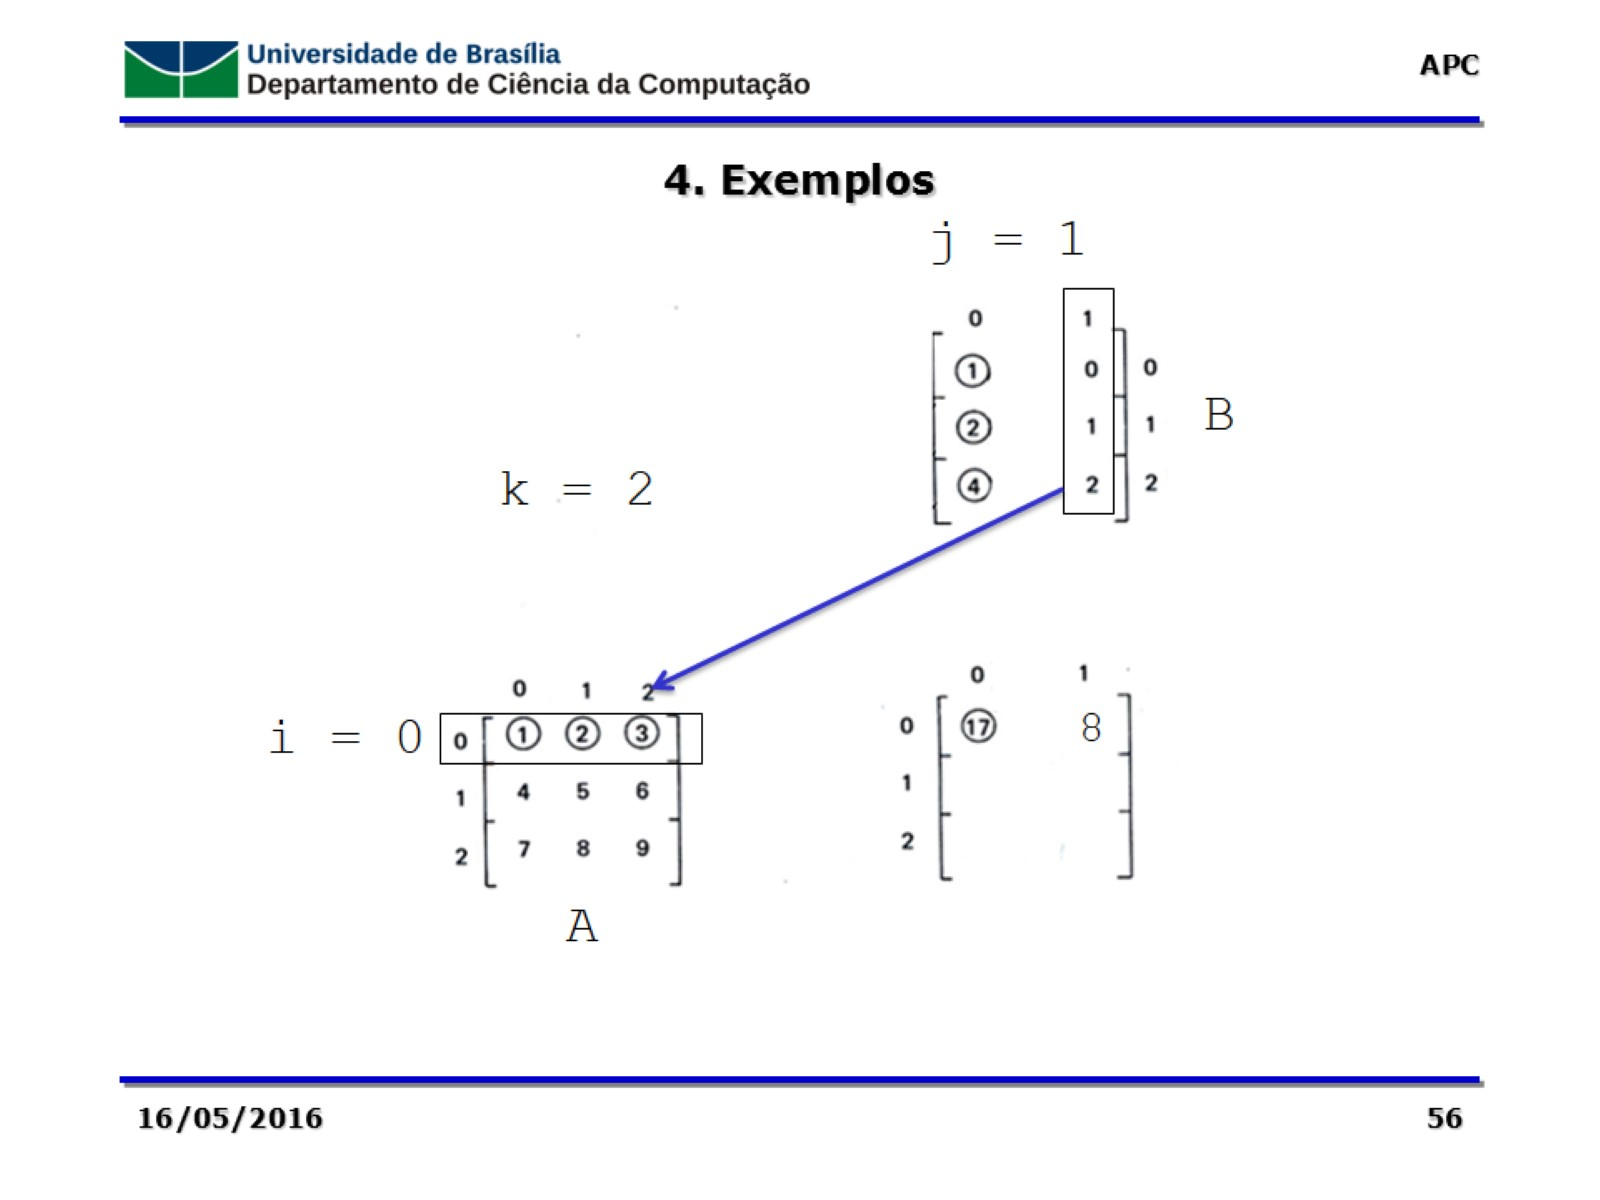 Universidade de Brasília
Departamento de Ciência da Computação
APC
4. Exemplos
j = 1
0 1
1 0 0
2 1 1
4 2 2
B
k = 2
0 1 2
i = 0
0 1 2 3
1 4 5 6
2 7 8 9
A
0 1
0 17 8
1
2
16/05/2016
56